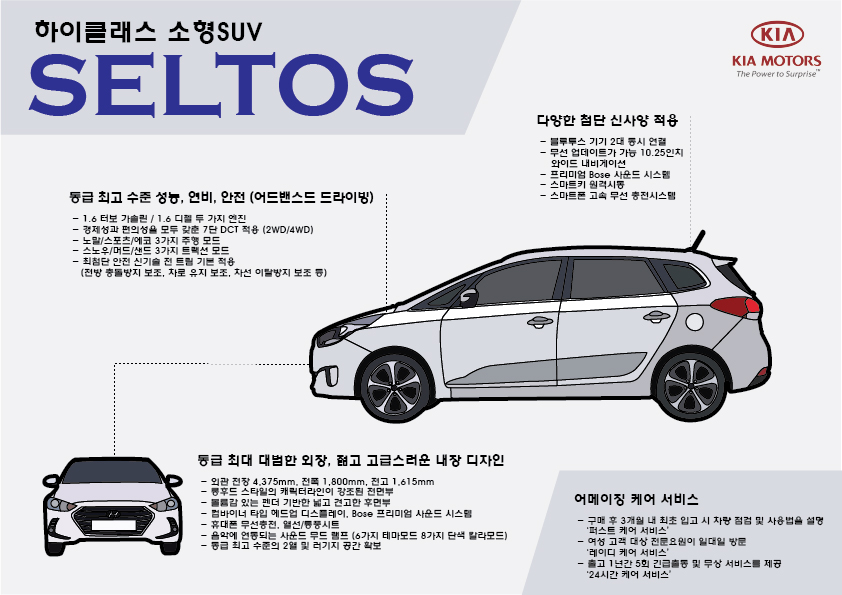 하이클래스 소형SUV
SELTOS
KIA
KIA MOTORS
The Power to Surprise™
다양한 첨단 신사양 적용
– 블루투스 기기 2대 동시 연결
– 무선 업데이트가 가능 10.25인치
와이드 내비게이션
– 프리미엄 Bose 사운드 시스템
– 스마트키 원격시동
– 스마트폰 고속 무선 충전시스템
동급 최고 수준 성능, 연비, 안전 (어드밴스드 드라이빙)
– 1.6 터보 가솔린 / 1.6 디젤 두 가지 엔진
– 경제성과 편의성을 모두 갖춘 7단 DCT 적용 (2WD/4WD)
– 노말/스포츠/에코 3가지 주행 모드
– 스노우/머드/샌드 3가지 트랙션 모드
– 최첨단 안전 신기술 전 트림 기본 적용
(전방 충돌방지 보조, 차로 유지 보조, 차선 이탈방지 보조 등)
동급 최대 대범한 외장, 젊고 고급스러운 내장 디자인
– 외관 전장 4,375mm, 전폭 1,800mm, 전고 1,615mm
– 롱후드 스타일의 캐릭터라인이 강조된 전면부
– 볼륨감 있는 펜더 기반한 넓고 견고한 후면부
– 컴바이너 타입 헤드업 디스플레이, Bose 프리미엄 사운드 시스템
– 휴대폰 무선충전, 열선/통풍시트
– 음악에 연동되는 사운드 무드 램프 (6가지 테마모드 8가지 단색 칼라모드)
– 동급 최고 수준의 2열 및 러기지 공간 확보
어메이징 케어 서비스
– 구매 후 3개월 내 최초 입고 시 차량 점검 및 사용법을 설명
'퍼스트 케어 서비스'
– 여성 고객 대상 전문요원이 일대일 방문
'레이디 케어 서비스'
– 출고 1년간 5회 긴급출동 및 무상 서비스를 제공
'24시간 케어 서비스'